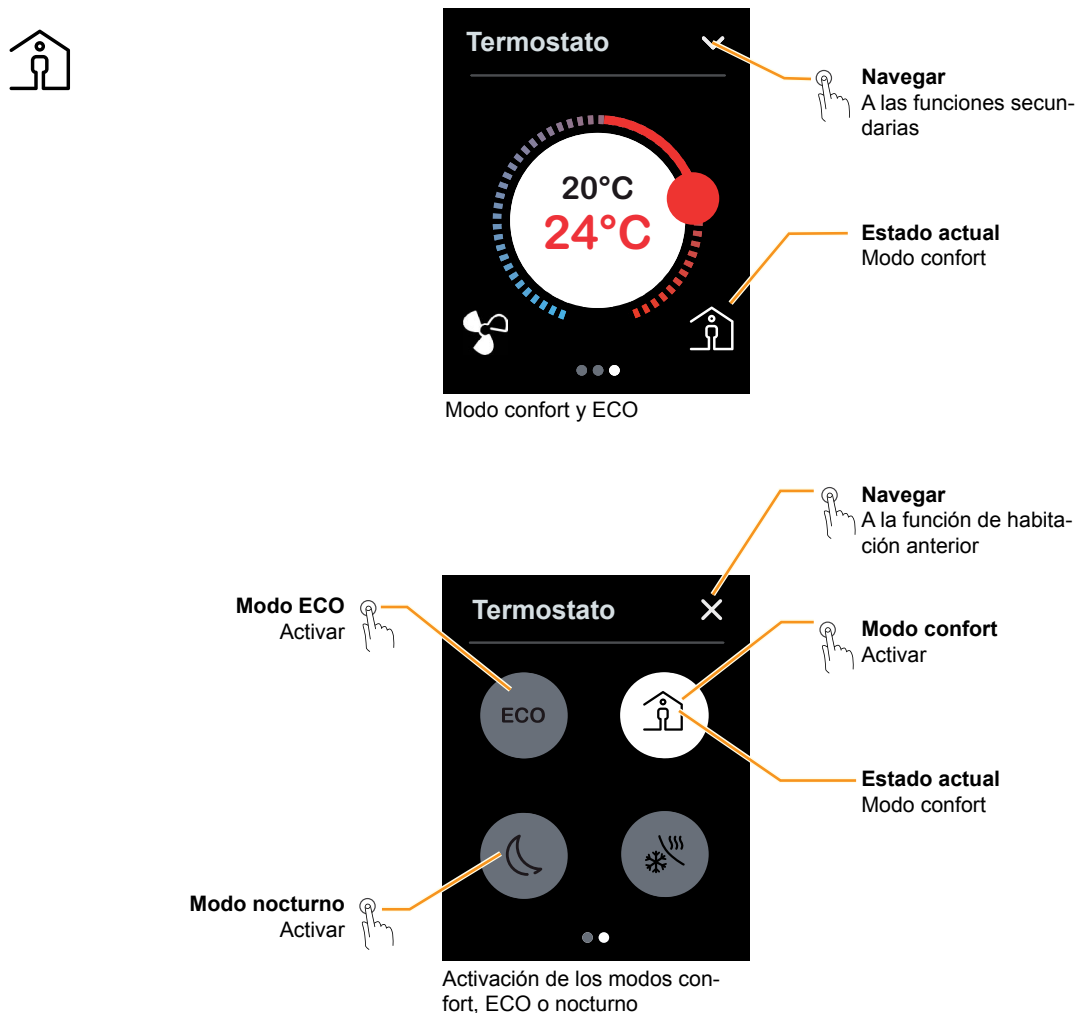 Termostato
Navegar
A las funciones secun-
darias
20°C
24°C
Estado actual
Modo confort
Modo confort y ECO
Navegar
A la función de habita-
ción anterior
Modo ECO
Activar
Termostato
Modo confort
Activar
ECO
Estado actual
Modo confort
Modo nocturno
Activar
Activación de los modos con-
fort, ECO o nocturno